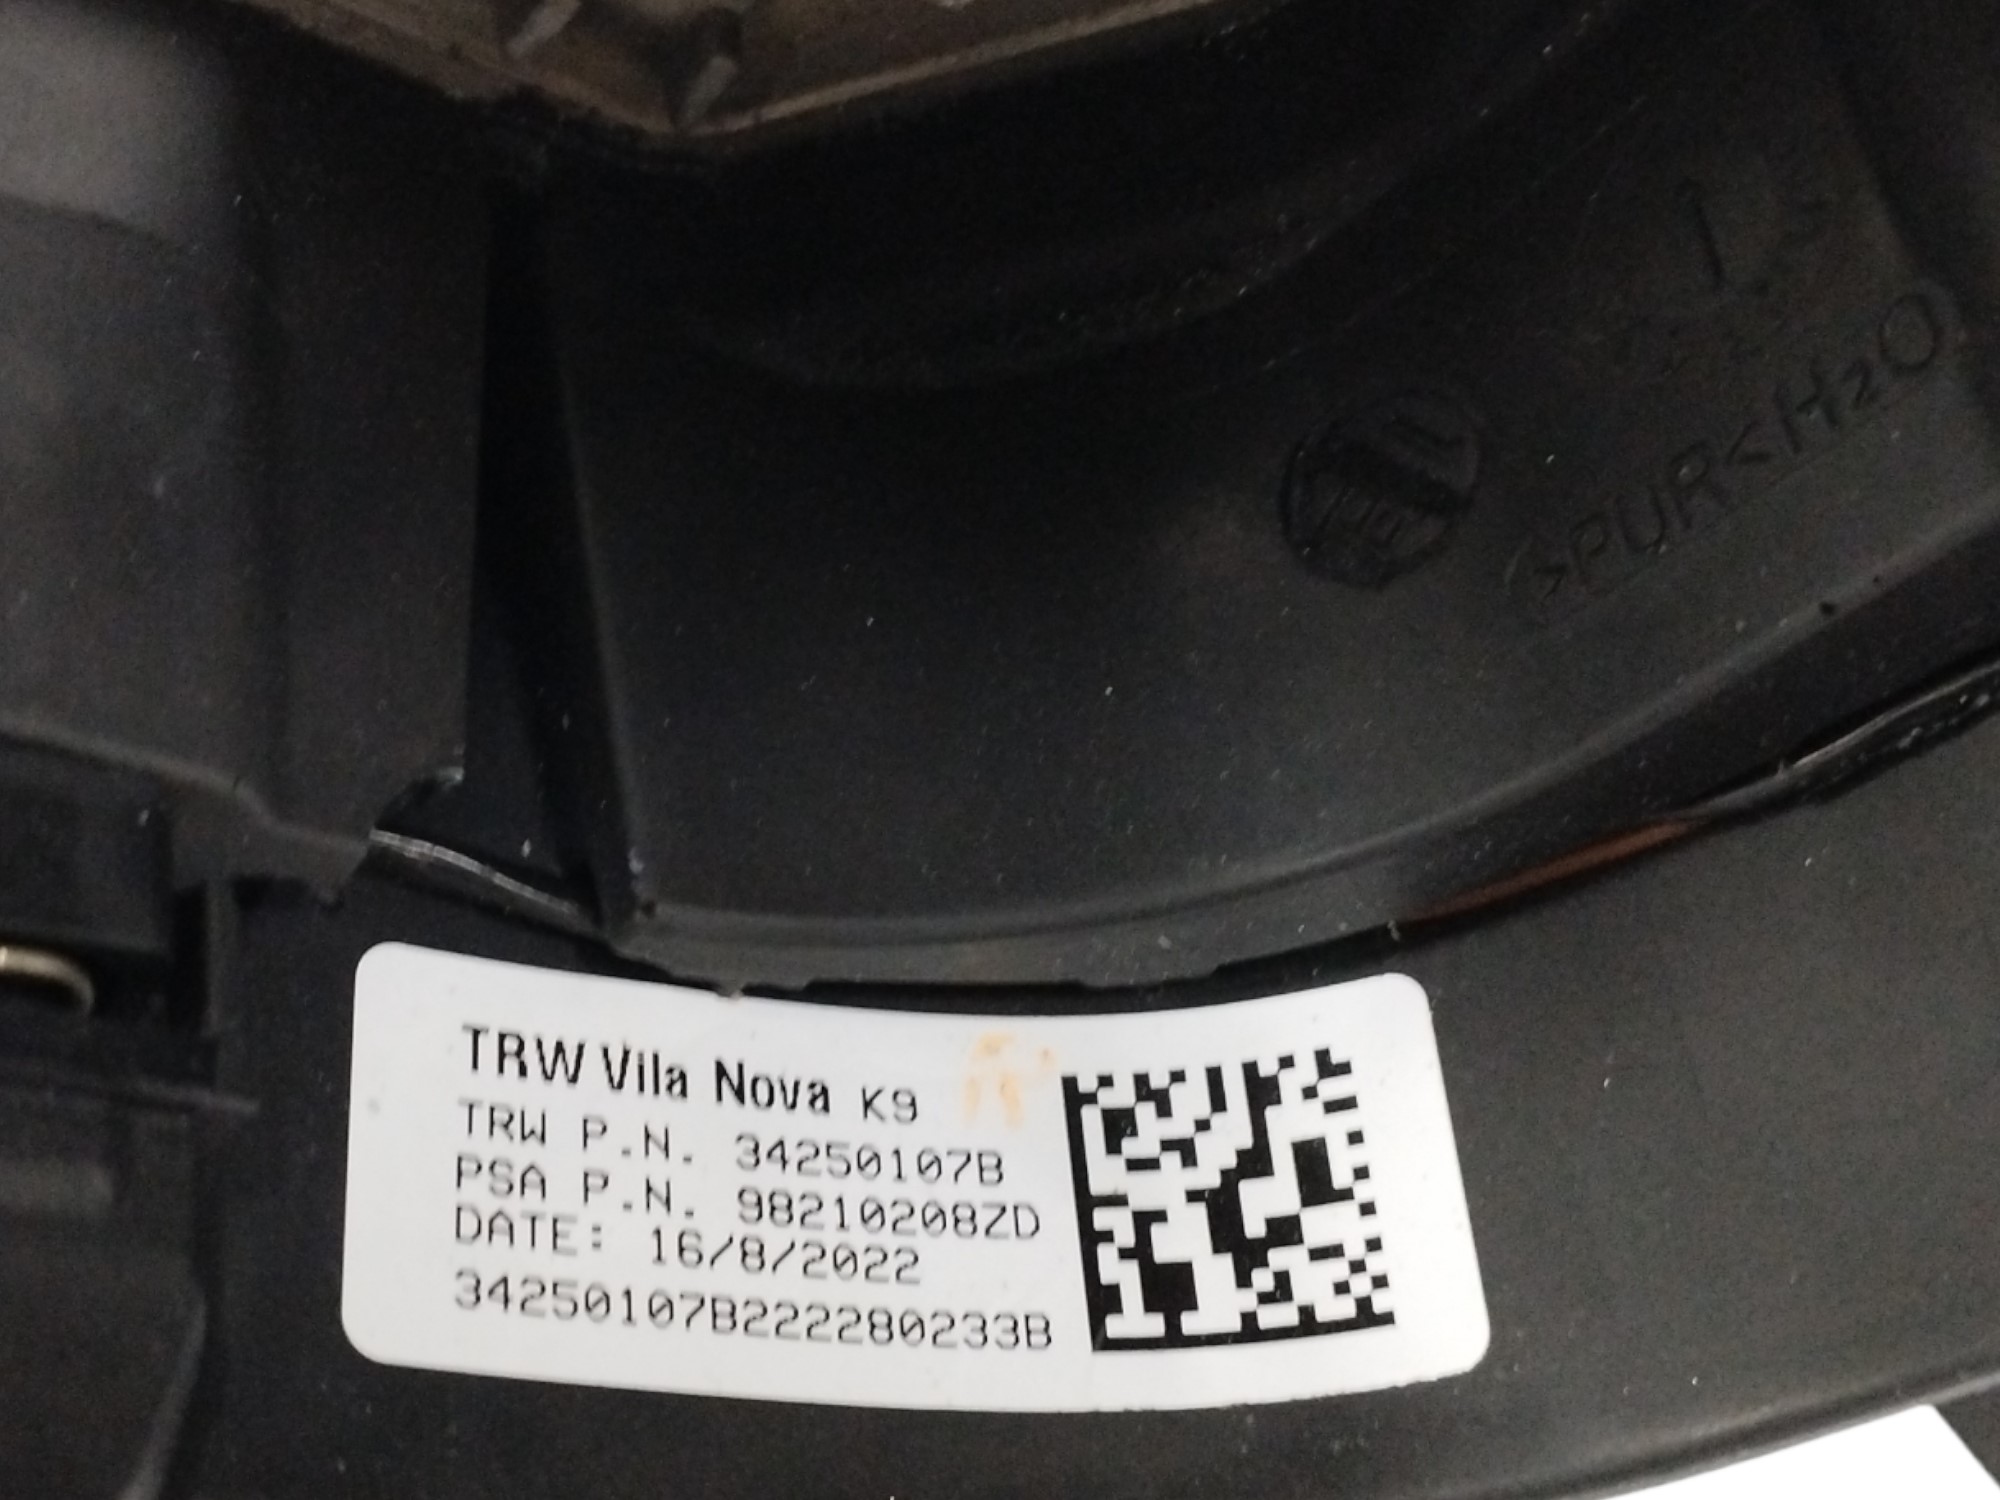 >PUR<H2O
TRW Vila Nova K9
TRW P.N. 34250107B
PSA P.N. 98210208ZD
DATE: 16/8/2022
34250107B222280233B